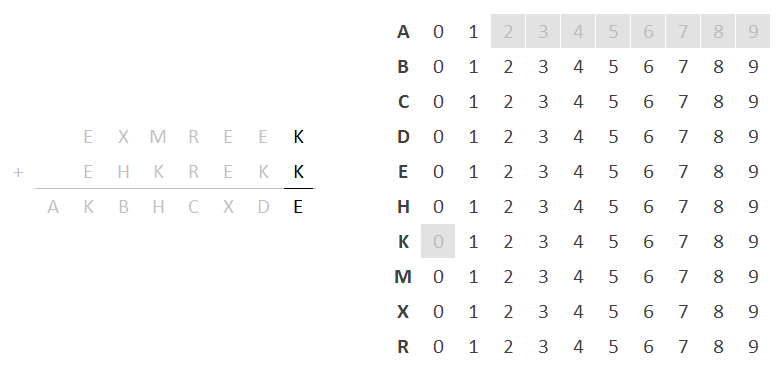 A 0 1 2 3 4 5 6 7 8 9
B 0 1 2 3 4 5 6 7 8 9
C 0 1 2 3 4 5 6 7 8 9
E X M R E E K
D 0 1 2 3 4 5 6 7 8 9
+ E H K R E K K
E 0 1 2 3 4 5 6 7 8 9
A K B H C X D E
H 0 1 2 3 4 5 6 7 8 9
K 0 1 2 3 4 5 6 7 8 9
M 0 1 2 3 4 5 6 7 8 9
X 0 1 2 3 4 5 6 7 8 9
R 0 1 2 3 4 5 6 7 8 9